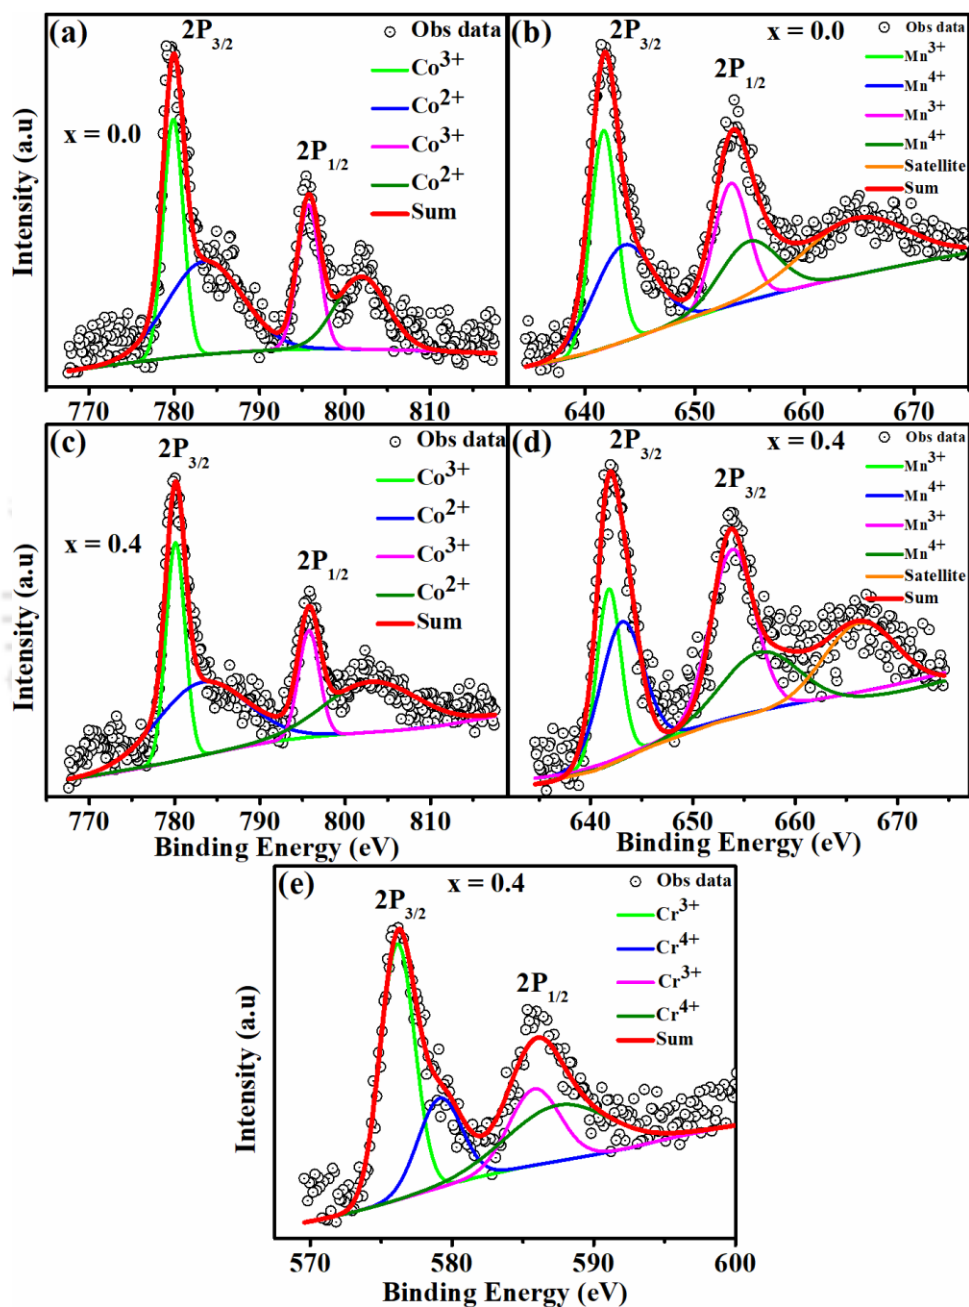 (a)
2P3/2
Obs data
Co3+
Co2+
Co3+
Co2+
Sum
x = 0.0
2P1/2
Intensity (a.u)
770 780 790 800 810
(b)
2P3/2
x = 0.0
2P1/2
Obs data
Mn3+
Mn4+
Mn3+
Mn4+
Satellite
Sum
640 650 660 670
(c)
2P3/2
Obs data
Co3+
Co2+
Co3+
Co2+
Sum
x = 0.4
2P1/2
Intensity (a.u)
770 780 790 800 810
Binding Energy (eV)
(d)
2P3/2
x = 0.4
2P3/2
Obs data
Mn3+
Mn4+
Mn3+
Mn4+
Satellite
Sum
640 650 660 670
Binding Energy (eV)
(e)
x = 0.4
2P3/2
Obs data
Cr3+
Cr4+
Cr3+
Cr4+
Sum
2P1/2
Intensity (a.u)
570 580 590 600
Binding Energy (eV)